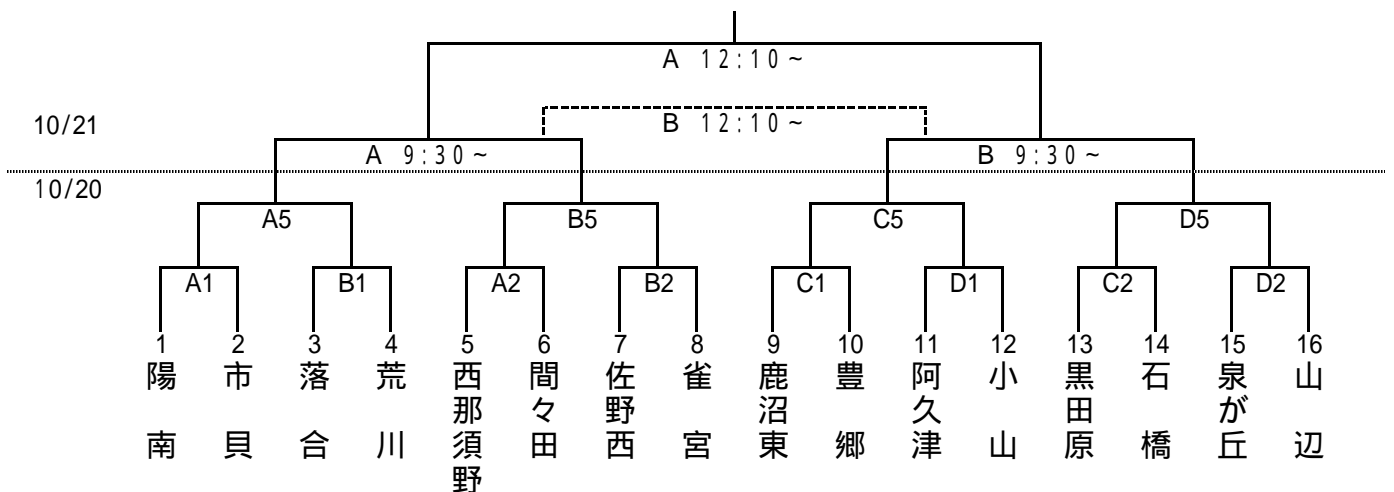 A 12:10~
10/21
B 12:10~
A 9:30~
B 9:30~
10/20
A5
B5
C5
D5
A1
B1
A2
B2
C1
D1
C2
D2
1
2
3
4
5
6
7
8
9
10
11
12
13
14
15
16
陽南
市貝
落合
荒川
西那須野
間々田
佐野西
雀宮
鹿沼東
豊郷
阿久津
小山
黒田原
石橋
泉が丘
山辺